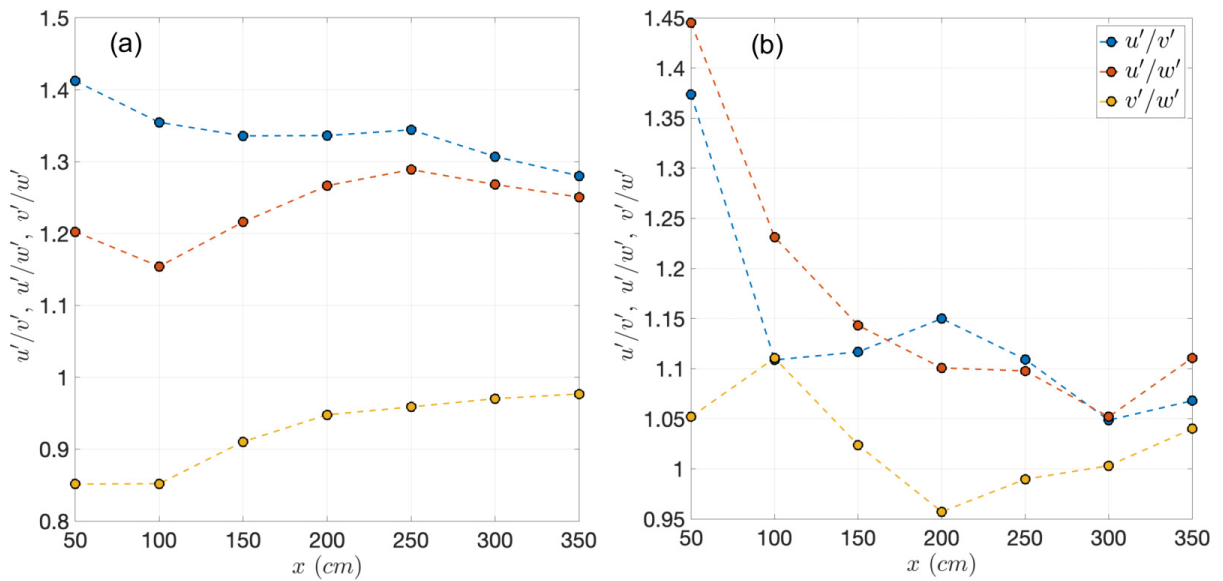 (a)
1.5
1.4
1.3
1.2
1.1
1
0.9
0.8
u′/v′, u′/w′, v′/w′
50 100 150 200 250 300 350
x (cm)
(b)
u′/v′
u′/w′
v′/w′
1.45
1.4
1.35
1.3
1.25
1.2
1.15
1.1
1.05
1
0.95
u′/v′, u′/w′, v′/w′
50 100 150 200 250 300 350
x (cm)